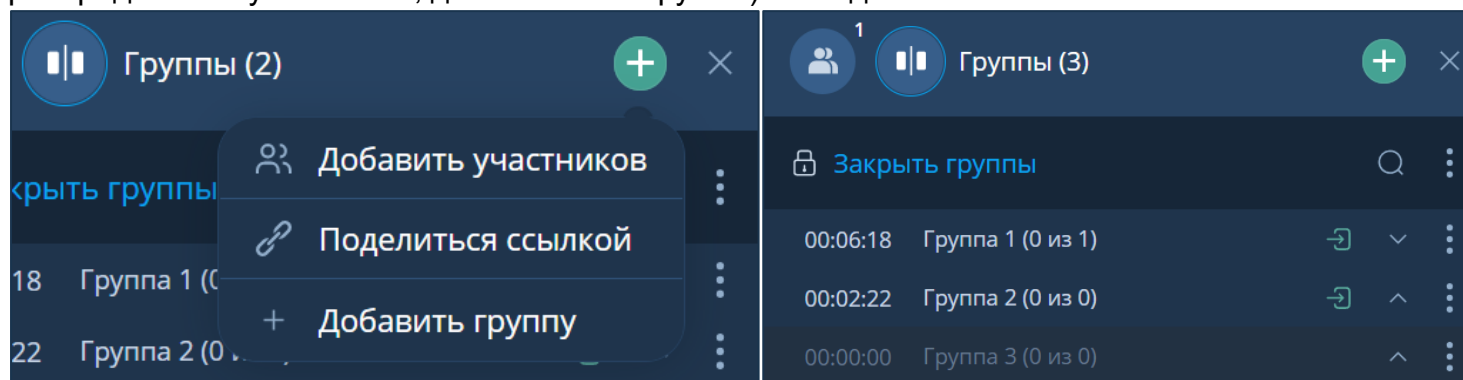 Группы (2)
Добавить участников
крыть группы
Поделиться ссылкой
18 Группа 1 (0
Добавить группу
22 Группа 2 (0
1
Группы (3)
Закрыть группы
00:06:18 Группа 1 (0 из 1)
00:02:22 Группа 2 (0 из 0)
00:00:00 Группа 3 (0 из 0)